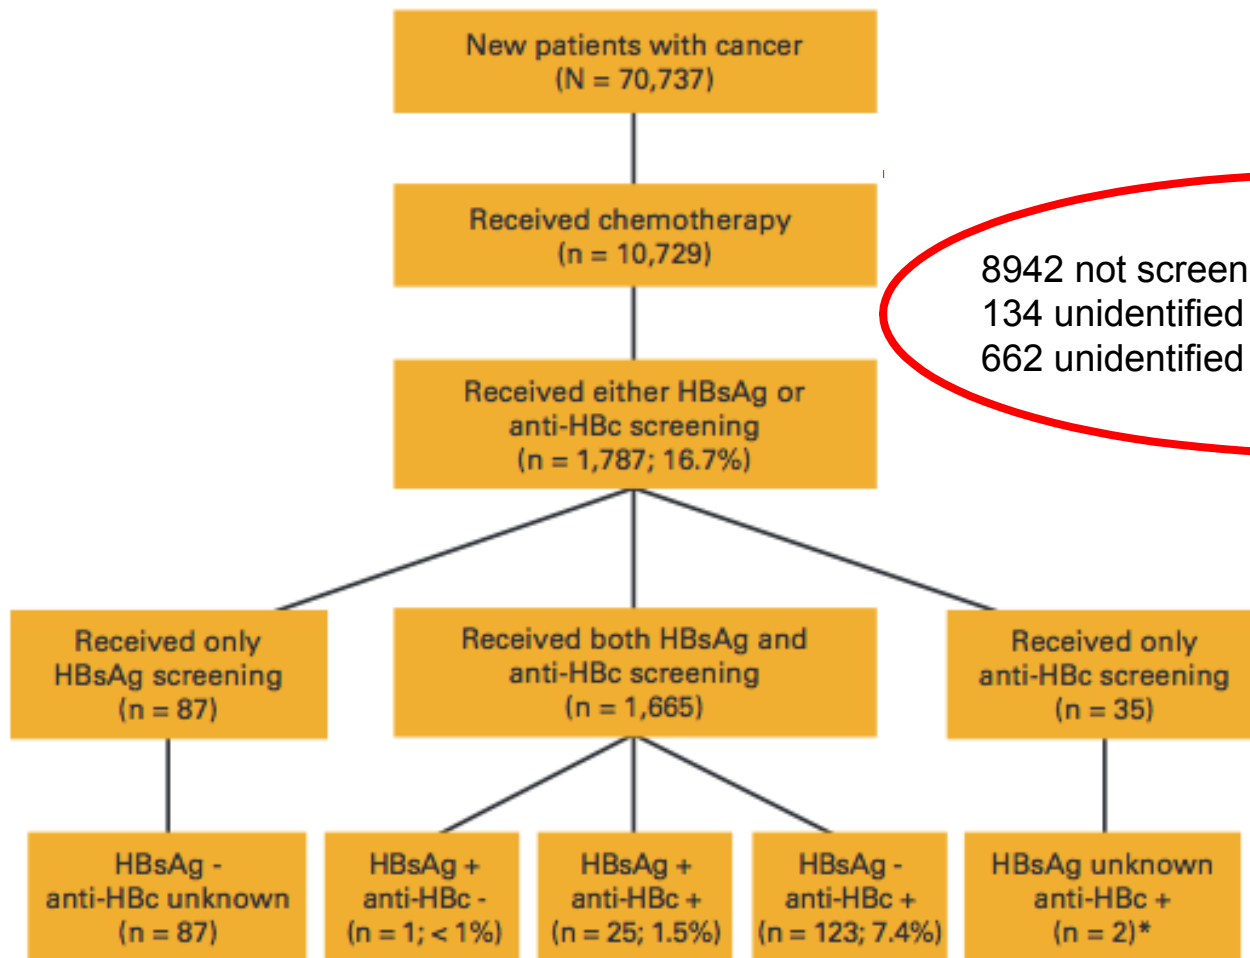 New patients with cancer
(N = 70,737)
Received chemotherapy
(n = 10,729)
8942 not screen
134 unidentified
662 unidentified
Received either HBsAg or
anti-HBc screening
(n = 1,787; 16.7%)
Received only
HBsAg screening
(n = 87)
Received both HBsAg and
anti-HBc screening
(n = 1,665)
Received only
anti-HBc screening
(n = 35)
HBsAg -
anti-HBc unknown
(n = 87)
HBsAg +
anti-HBc -
(n = 1; < 1%)
HBsAg +
anti-HBc +
(n = 25; 1.5%)
HBsAg -
anti-HBc +
(n = 123; 7.4%)
HBsAg unknown
anti-HBc +
(n = 2)*